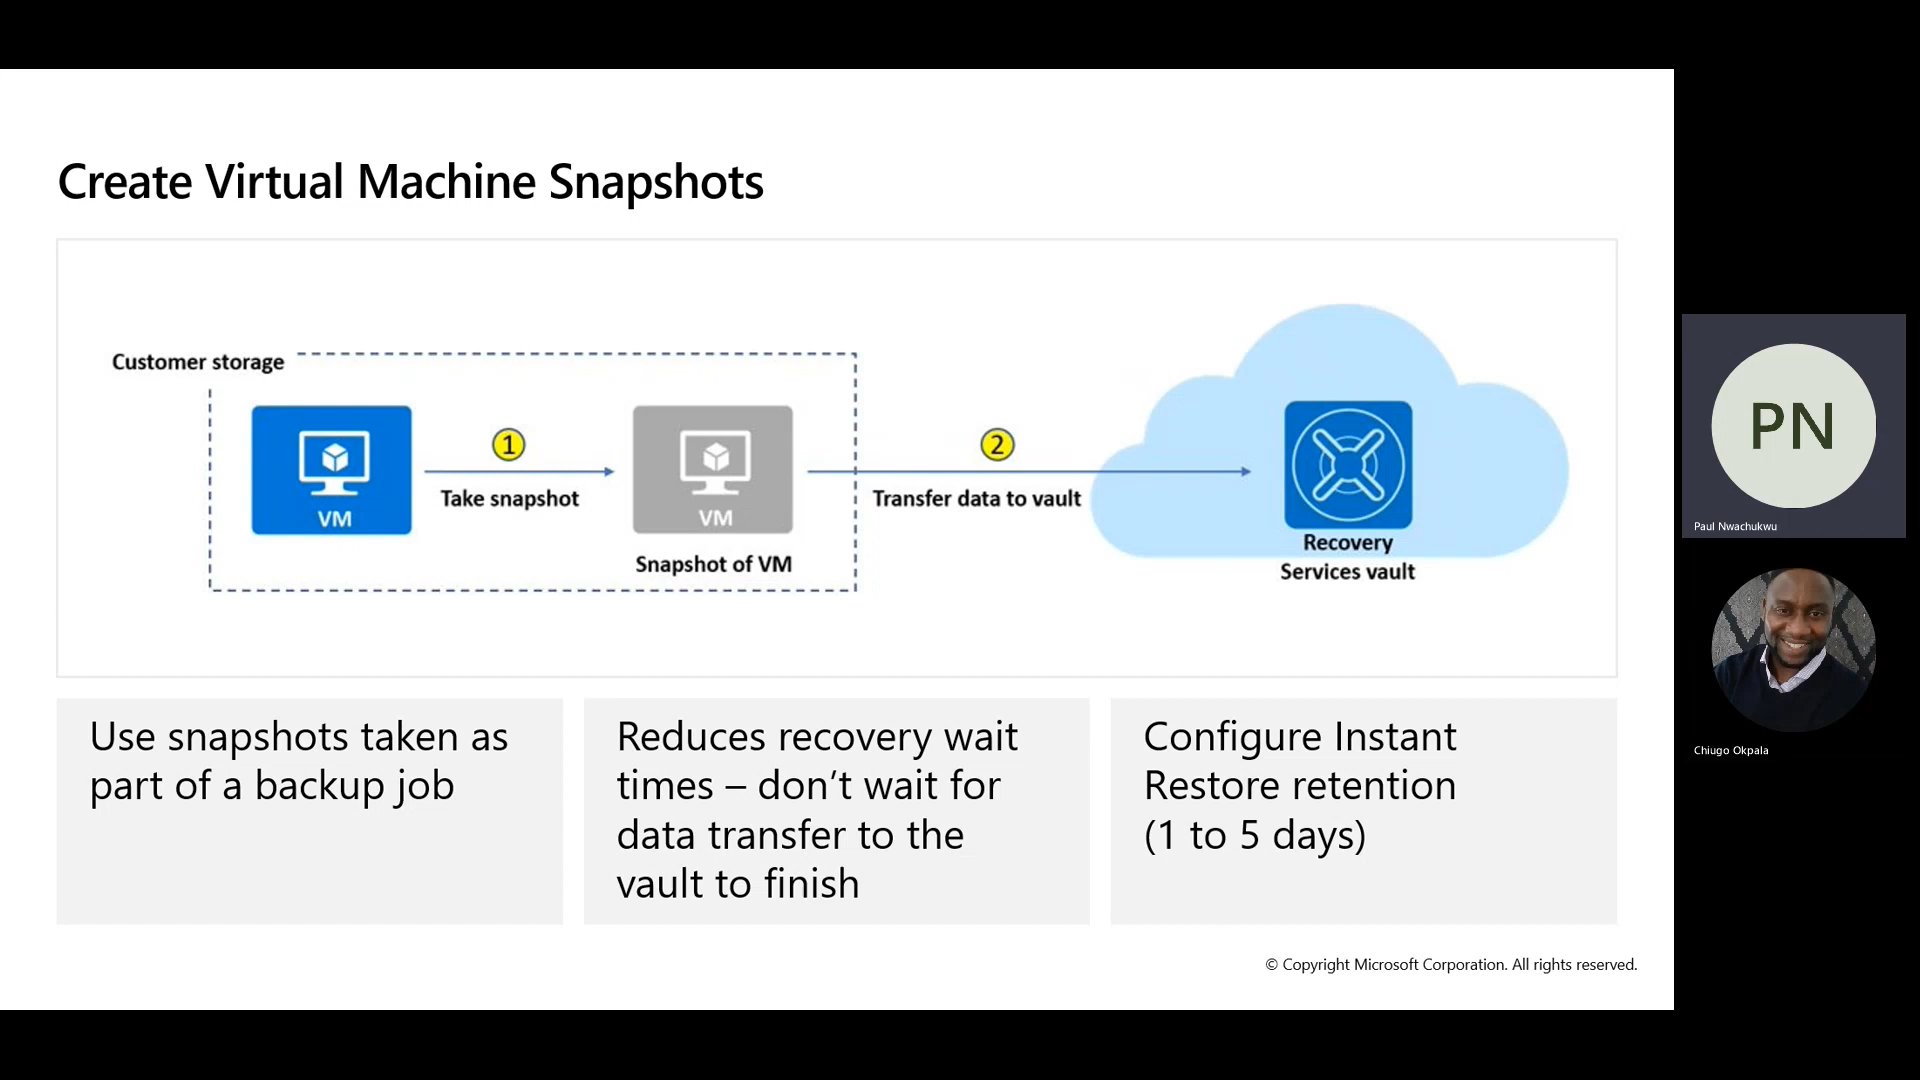 Create Virtual Machine Snapshots
Customer storage
VM
1
Take snapshot
VM
Snapshot of VM
2
Transfer data to vault
Recovery
Services vault
Use snapshots taken as
part of a backup job
Reduces recovery wait
times – don’t wait for
data transfer to the
vault to finish
Configure Instant
Restore retention
(1 to 5 days)
© Copyright Microsoft Corporation. All rights reserved.
PN
Paul Nwachukwu
Chiugo Okpala